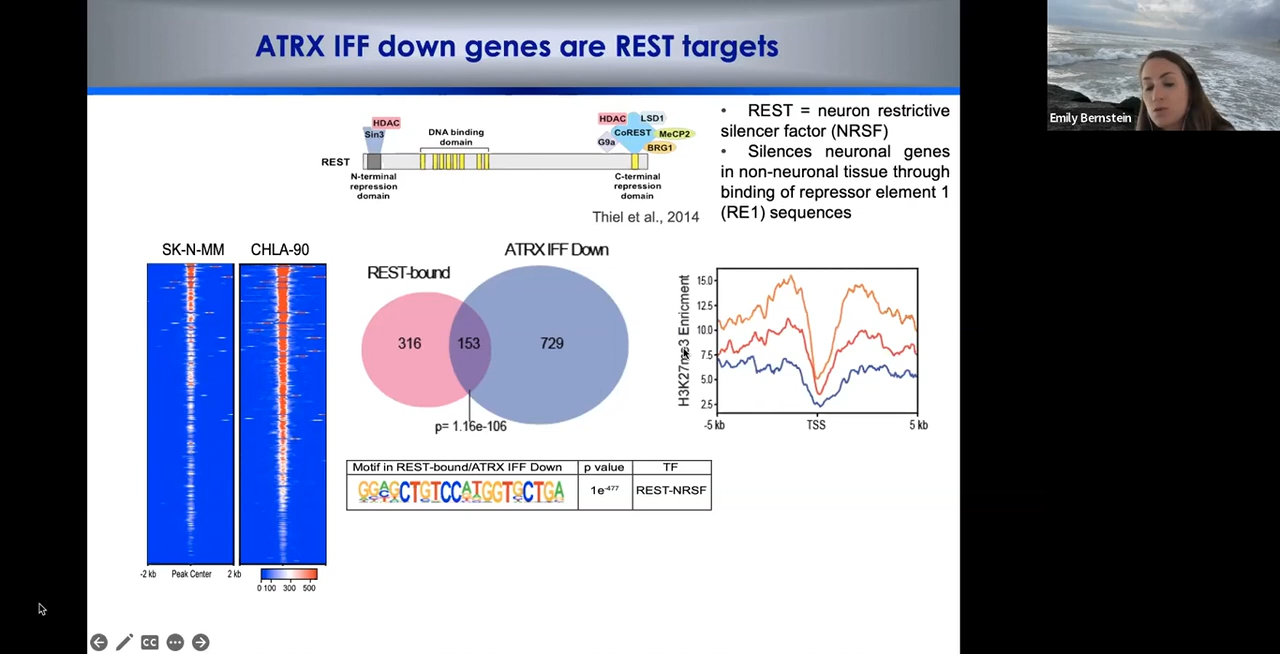 ATRX IFF down genes are REST targets
Emily Bernstein
HDAC
Sin3
DNA binding
domain
HDAC
LSD1
CoREST
MeCP2
G9a
BRG1
REST
N-terminal
repression
domain
C-terminal
repression
domain
Thiel et al., 2014
• REST = neuron restrictive
silencer factor (NRSF)
• Silences neuronal genes
in non-neuronal tissue through
binding of repressor element 1
(RE1) sequences
SK-N-MM
CHLA-90
-2 kb
Peak Center
2 kb
0 100 300 500
REST-bound
ATRX IFF Down
316
153
729
p= 1.16e-106
H3K27me3 Enricment
15.0
12.5
10.0
7.5
5.0
2.5
-5 kb
TSS
5 kb
Motif in REST-bound/ATRX IFF Down
p value
TF
GGAGCTGTCCATGGTGCTGA
1e-477
REST-NRSF
CC